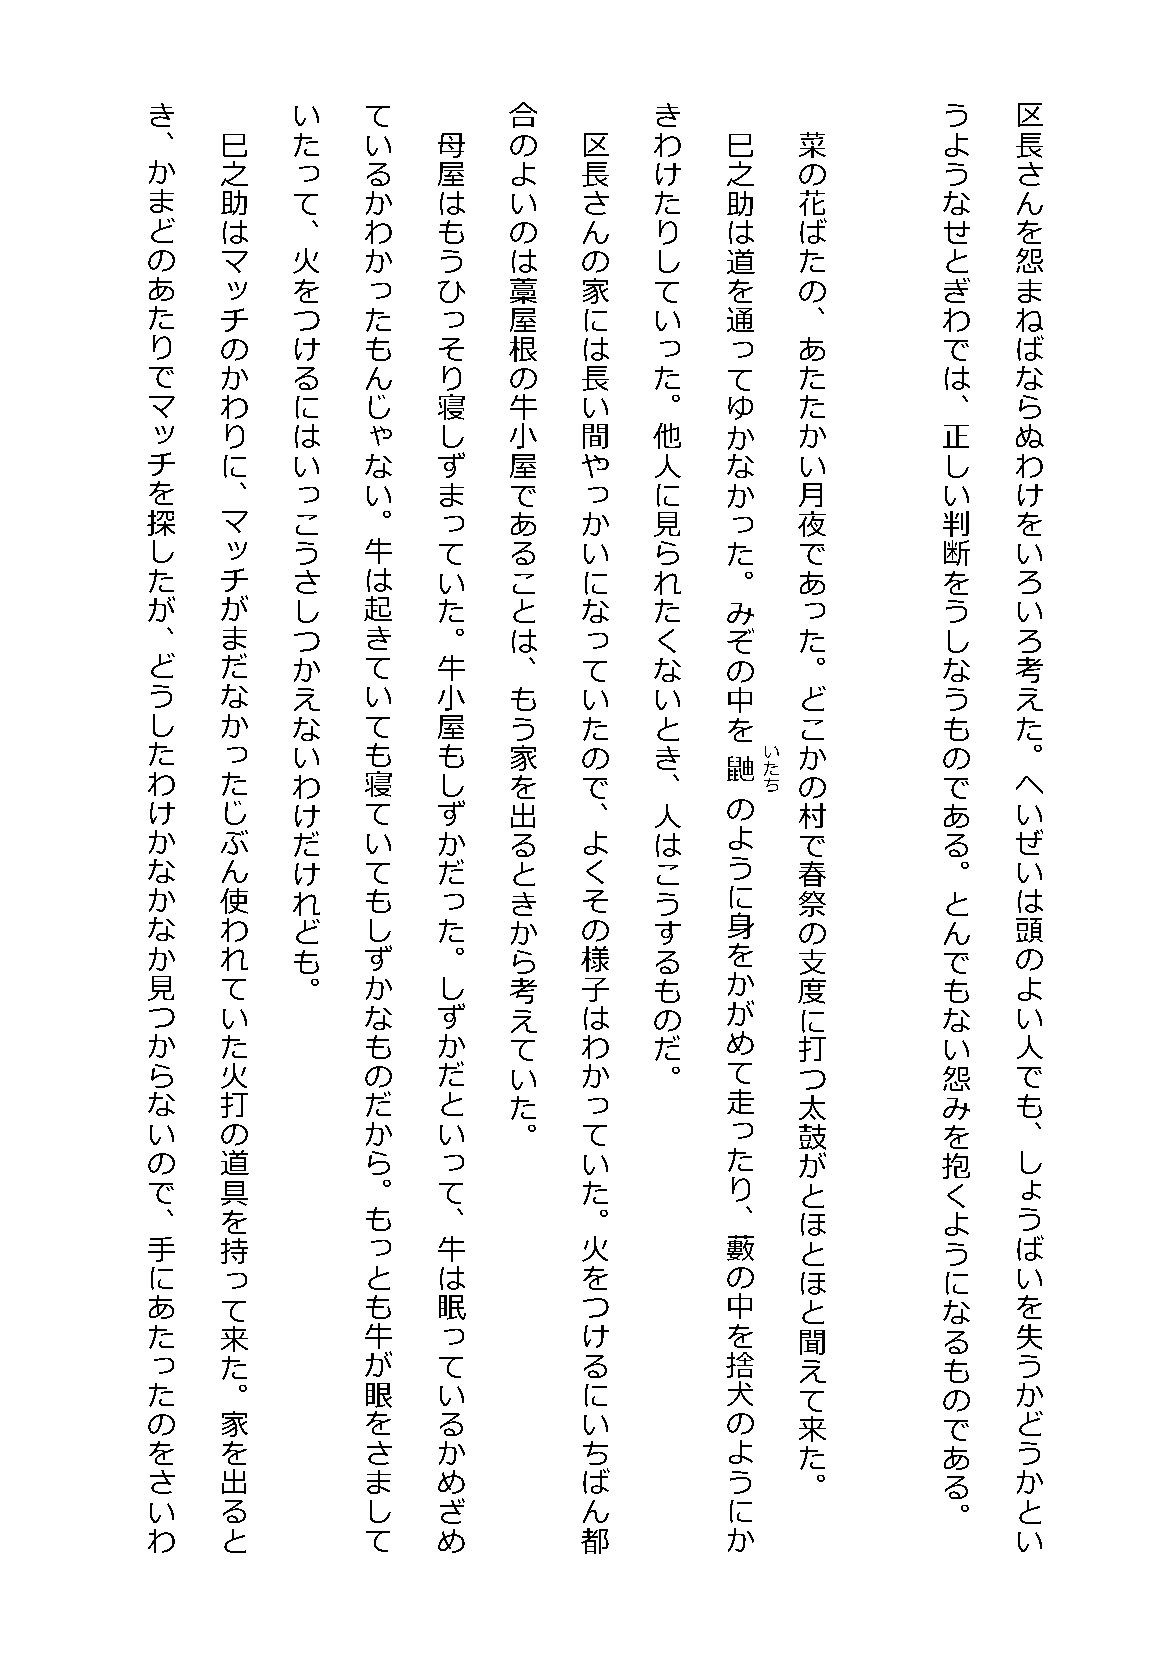 区長さんを怨まねばならぬわけをいろいろ考えた。へいぜいは頭のよい人でも、しょうばいを失うかどうかとい
うようなせとぎわでは、正しい判断をうしなうものである。とんでもない怨みを抱くようになるものである。
菜の花ばたの、あたたかい月夜であった。どこかの村で春祭の支度に打つ太鼓がとほとほと聞えて来た。
巳之助は道を通ってゆかなかった。みぞの中を鼬のように身をかがめて走ったり、藪の中を捨犬のようにか
いたち
きわけたりしていった。他人に見られたくないとき、人はこうするものだ。
区長さんの家には長い間やっかいになっていたので、よくその様子はわかっていた。火をつけるにいちばん都
合のよいのは藁屋根の牛小屋であることは、もう家を出るときから考えていた。
母屋はもうひっそり寝しずまっていた。牛小屋もしずかだった。しずかだといって、牛は眠っているかめざめ
ているかわかったもんじゃない。牛は起きていても寝ていてもしずかなものだから。もっとも牛が眼をさまして
いたって、火をつけるにはいっこうさしつかえないわけだけれども。
巳之助はマッチのかわりに、マッチがまだなかったじぶん使われていた火打の道具を持って来た。家を出ると
き、かまどのあたりでマッチを探したが、どうしたわけかなかなか見つからないので、手にあたったのをさいわ